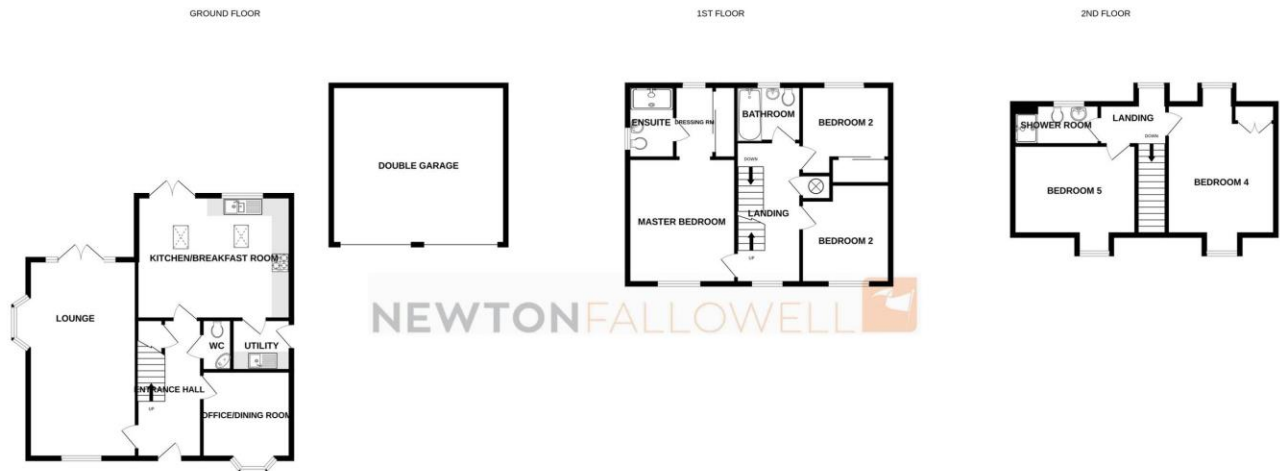 GROUND FLOOR
1ST FLOOR
2ND FLOOR
DOUBLE GARAGE
KITCHEN/BREAKFAST ROOM
LOUNGE
WC
UTILITY
ENTRANCE HALL
UP
OFFICE/DINING ROOM
ENSUITE
DRESSING RM
BATHROOM
BEDROOM 2
DOWN
MASTER BEDROOM
LANDING
BEDROOM 2
UP
SHOWER ROOM
LANDING
DOWN
BEDROOM 5
BEDROOM 4
NEWTONFALLOWELL